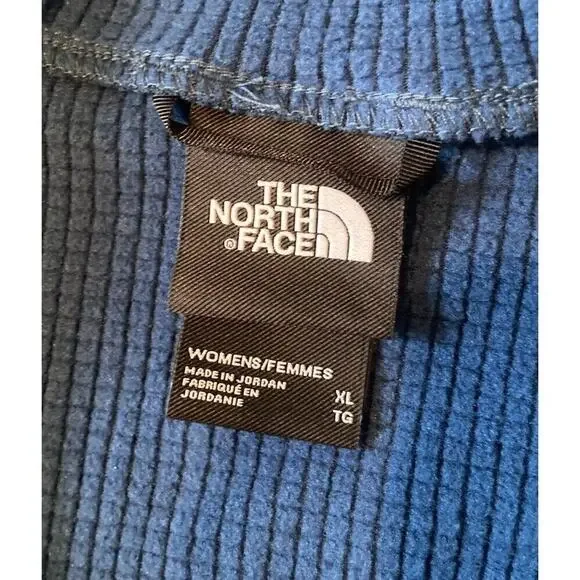 THE
NORTH
® FACE
WOMENS/FEMMES
MADE IN JORDAN
FABRIQUÉ EN
JORDANIE
XL
TG